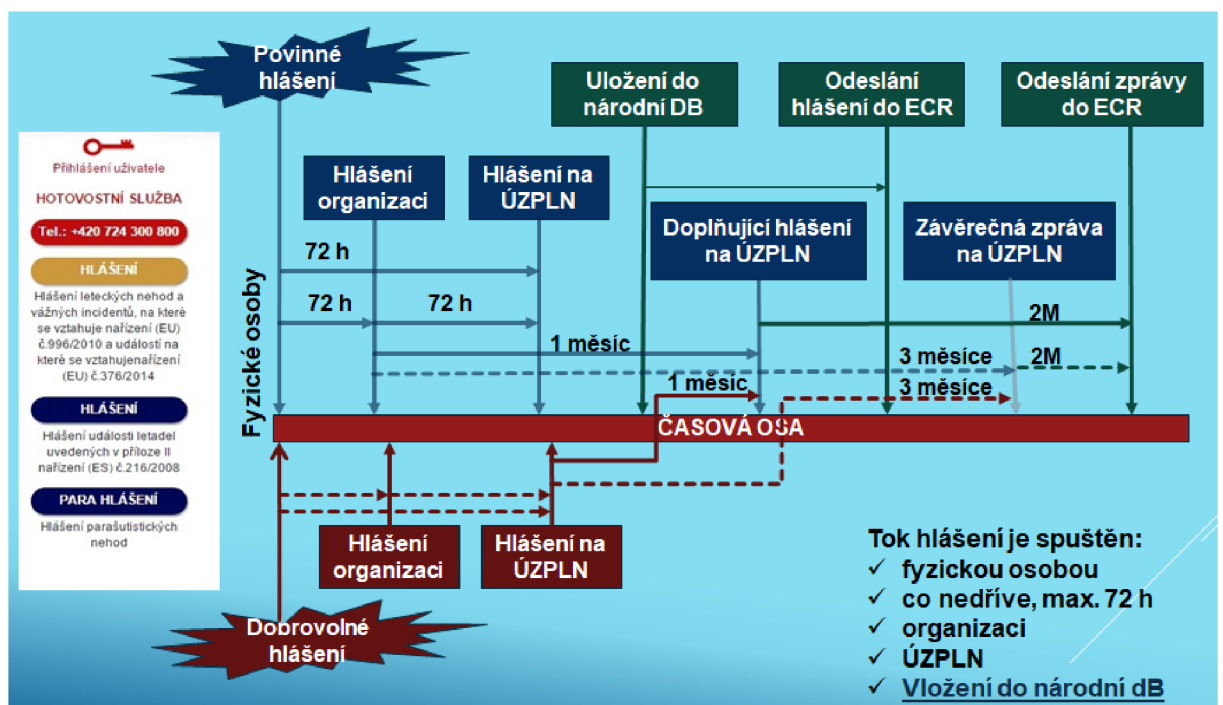 Povinné
hlášení
Uložení do
národní DB
Odeslání
hlášení do ECR
Odeslání zprávy
do ECR
Přihlášení uživatele
HOTOVOSTNÍ SLUŽBA
Tel.: +420 724 300 800
HLÁŠENÍ
Hlášení leteckých nehod a
vážných incidentů, na které
se vztahuje nařízení (EU)
č.996/2010 a událostí na
které se vztahujenařízení
(EU) č.376/2014
HLÁŠENÍ
Hlášení události letadel
uvedených v příloze II
nařízení (ES) č.216/2008
PARA HLÁŠENÍ
Hlášení parašutistických
nehod
Hlášení
organizaci
Hlášení na
ÚZPLN
Doplňující hlášení
na ÚZPLN
Závěrečná zpráva
na ÚZPLN
Fyzické osoby
72 h
72 h
72 h
2M
1 měsíc
3 měsíce
2M
1 měsíc
3 měsíce
ČASOVÁ OSA
Hlášení
organizaci
Hlášení na
ÚZPLN
Dobrovolné
hlášení
Tok hlášení je spuštěn:
✓ fyzickou osobou
✓ co nedříve, max. 72 h
✓ organizaci
✓ ÚZPLN
✓ Vložení do národní dB